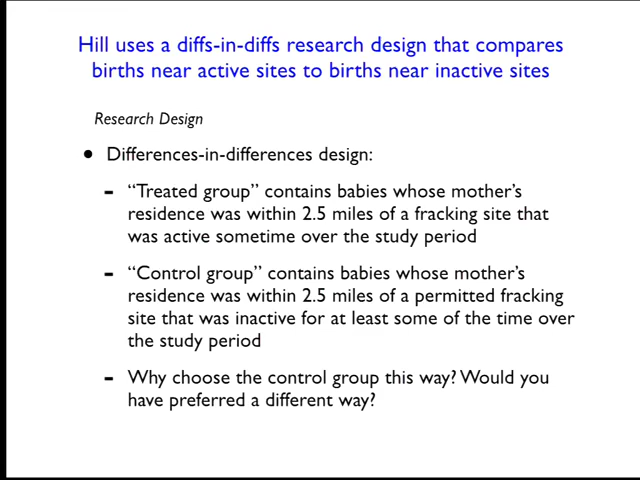 Hill uses a diffs-in-diffs research design that compares
births near active sites to births near inactive sites
Research Design
• Differences-in-differences design:
- “Treated group” contains babies whose mother’s
residence was within 2.5 miles of a fracking site that
was active sometime over the study period
- “Control group” contains babies whose mother’s
residence was within 2.5 miles of a permitted fracking
site that was inactive for at least some of the time over
the study period
- Why choose the control group this way? Would you
have preferred a different way?